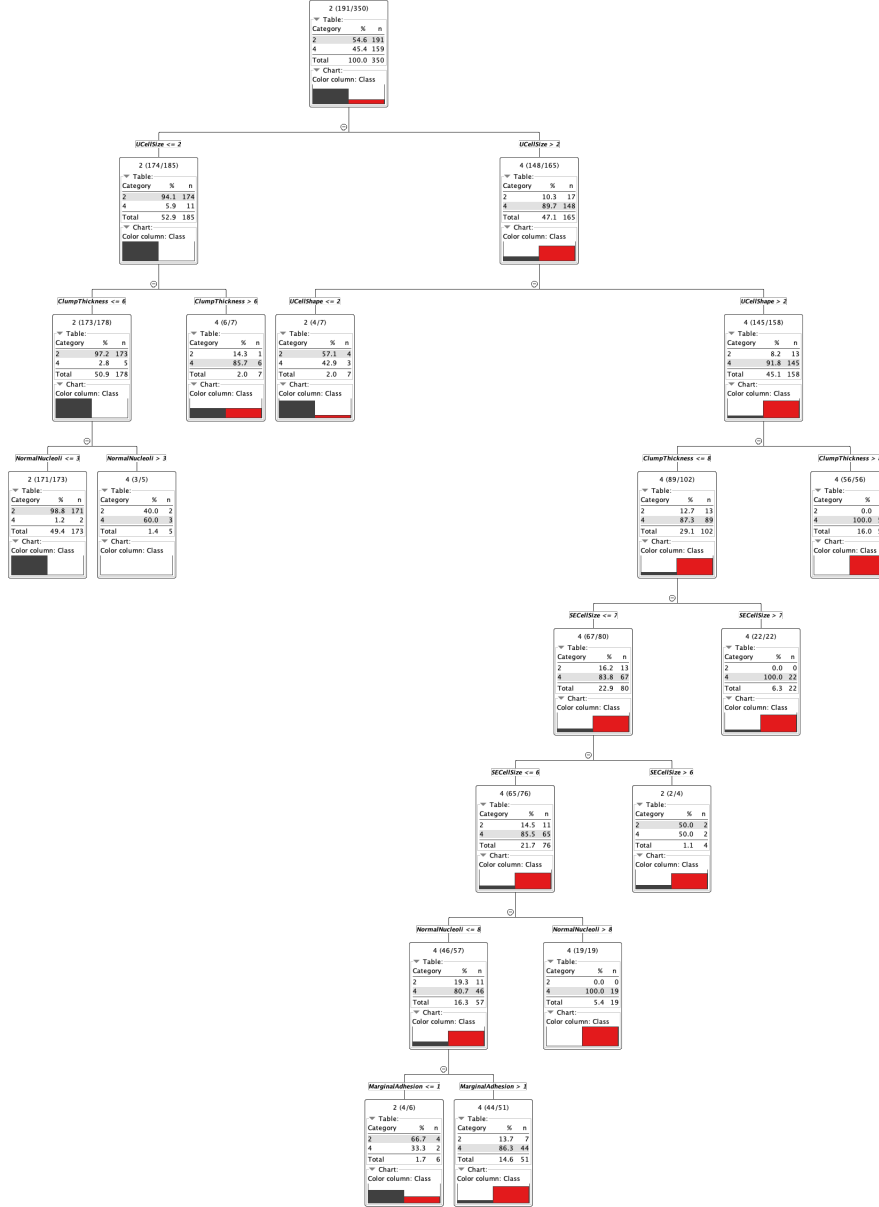 2 (191/350)
Table:
Category % n
2 54.6 191
4 45.4 159
Total 100.0 350
Chart:
Color column: Class
UCellSize <= 2
UCellSize > 2
2 (174/185)
Table:
Category % n
2 94.1 174
4 5.9 11
Total 52.9 185
Chart:
Color column: Class
4 (148/165)
Table:
Category % n
2 10.3 17
4 89.7 148
Total 47.1 165
Chart:
Color column: Class
ClumpThickness <= 6
ClumpThickness > 6
UCellShape <= 2
UCellShape > 2
2 (173/178)
Table:
Category % n
2 97.2 173
4 2.8 5
Total 50.9 178
Chart:
Color column: Class
4 (6/7)
Table:
Category % n
2 14.3 1
4 85.7 6
Total 2.0 7
Chart:
Color column: Class
2 (4/7)
Table:
Category % n
2 57.1 4
4 42.9 3
Total 2.0 7
Chart:
Color column: Class
4 (145/158)
Table:
Category % n
2 8.2 13
4 91.8 145
Total 45.1 158
Chart:
Color column: Class
NormalNucleoli <= 3
NormalNucleoli > 3
ClumpThickness <= 8
ClumpThickness >
2 (171/173)
Table:
Category % n
2 98.8 171
4 1.2 2
Total 49.4 173
Chart:
Color column: Class
4 (3/5)
Table:
Category % n
2 40.0 2
4 60.0 3
Total 1.4 5
Chart:
Color column: Class
4 (89/102)
Table:
Category % n
2 12.7 13
4 87.3 89
Total 29.1 102
Chart:
Color column: Class
4 (56/56)
Table:
Category %
2 0.0
4 100.0
Total 16.0
Chart:
Color column: Class
SECellSize <= 7
SECellSize > 7
4 (67/80)
Table:
Category % n
2 16.2 13
4 83.8 67
Total 22.9 80
Chart:
Color column: Class
4 (22/22)
Table:
Category % n
2 0.0 0
4 100.0 22
Total 6.3 22
Chart:
Color column: Class
SECellSize <= 6
SECellSize > 6
4 (65/76)
Table:
Category % n
2 14.5 11
4 85.5 65
Total 21.7 76
Chart:
Color column: Class
2 (2/4)
Table:
Category % n
2 50.0 2
4 50.0 2
Total 1.1 4
Chart:
Color column: Class
NormalNucleoli <= 8
NormalNucleoli > 8
4 (46/57)
Table:
Category % n
2 19.3 11
4 80.7 46
Total 16.3 57
Chart:
Color column: Class
4 (19/19)
Table:
Category % n
2 0.0 0
4 100.0 19
Total 5.4 19
Chart:
Color column: Class
MarginalAdhesion <= 1
MarginalAdhesion > 1
2 (4/6)
Table:
Category % n
2 66.7 4
4 33.3 2
Total 1.7 6
Chart:
Color column: Class
4 (44/51)
Table:
Category % n
2 13.7 7
4 86.3 44
Total 14.6 51
Chart:
Color column: Class